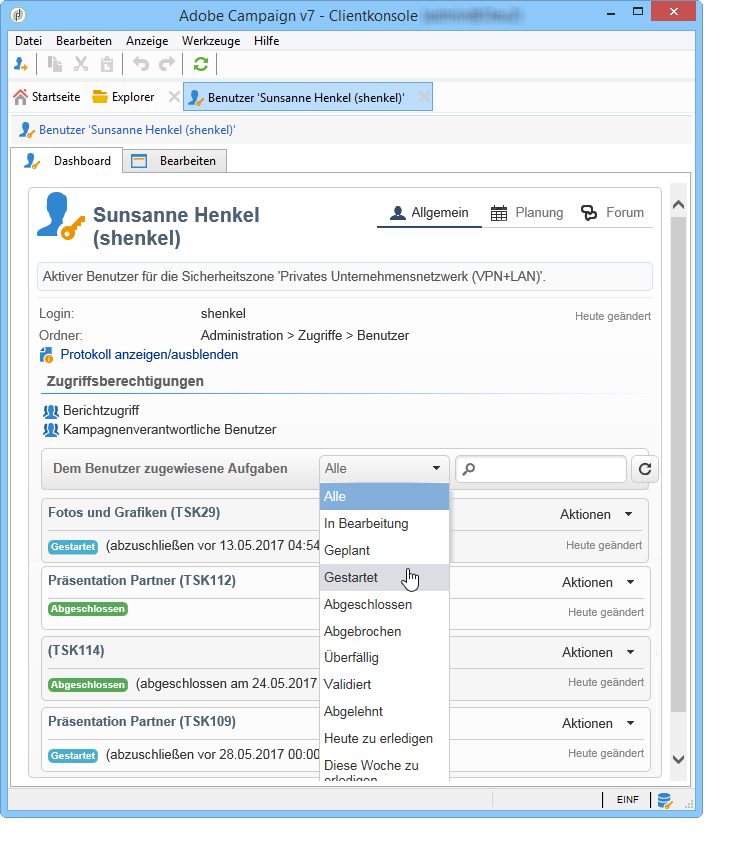 Adobe Campaign v7 - Clientkonsole
Datei Bearbeiten Anzeige Werkzeuge Hilfe
Startseite Explorer Benutzer 'Sunsanne Henkel (shenkel)'
Benutzer 'Sunsanne Henkel (shenkel)'
Dashboard Bearbeiten
Sunsanne Henkel
(shenkel)
Allgemein Planung Forum
Aktiver Benutzer für die Sicherheitszone 'Privates Unternehmensnetzwerk (VPN+LAN)'.
Login: shenkel Heute geändert
Ordner: Administration > Zugriffe > Benutzer
Protokoll anzeigen/ausblenden
Zugriffsberechtigungen
Berichtzugriff
Kampagnenverantwortliche Benutzer
Dem Benutzer zugewiesene Aufgaben Alle
Alle
In Bearbeitung
Geplant
Gestartet
Abgeschlossen
Abgebrochen
Überfällig
Validiert
Abgelehnt
Heute zu erledigen
Diese Woche zu
erledigen
Fotos und Grafiken (TSK29) Aktionen
Gestartet (abzuschließen vor 13.05.2017 04:54 Heute geändert
Präsentation Partner (TSK112) Aktionen
Abgeschlossen Heute geändert
(TSK114) Aktionen
Abgeschlossen (abgeschlossen am 24.05.2017 Heute geändert
Präsentation Partner (TSK109) Aktionen
Gestartet (abzuschließen vor 28.05.2017 00:00 Heute geändert
EINF